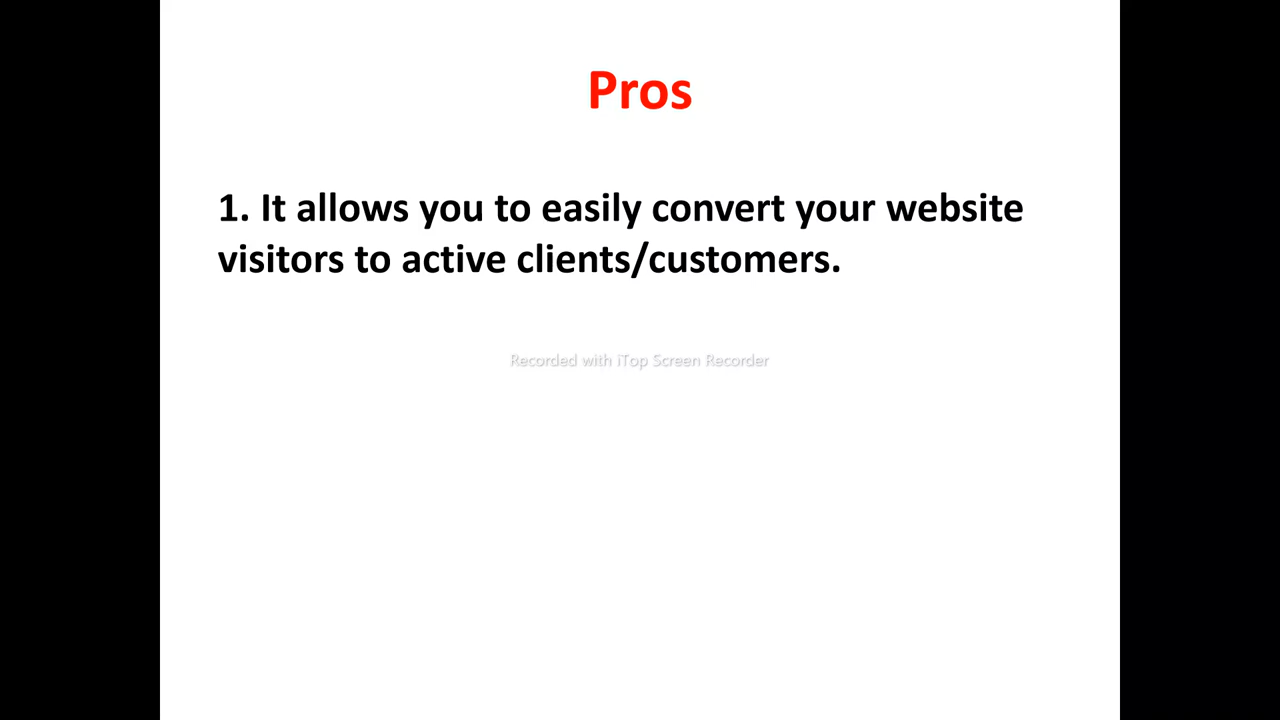 Pros
1. It allows you to easily convert your website
visitors to active clients/customers.
Recorded with iTop Screen Recorder